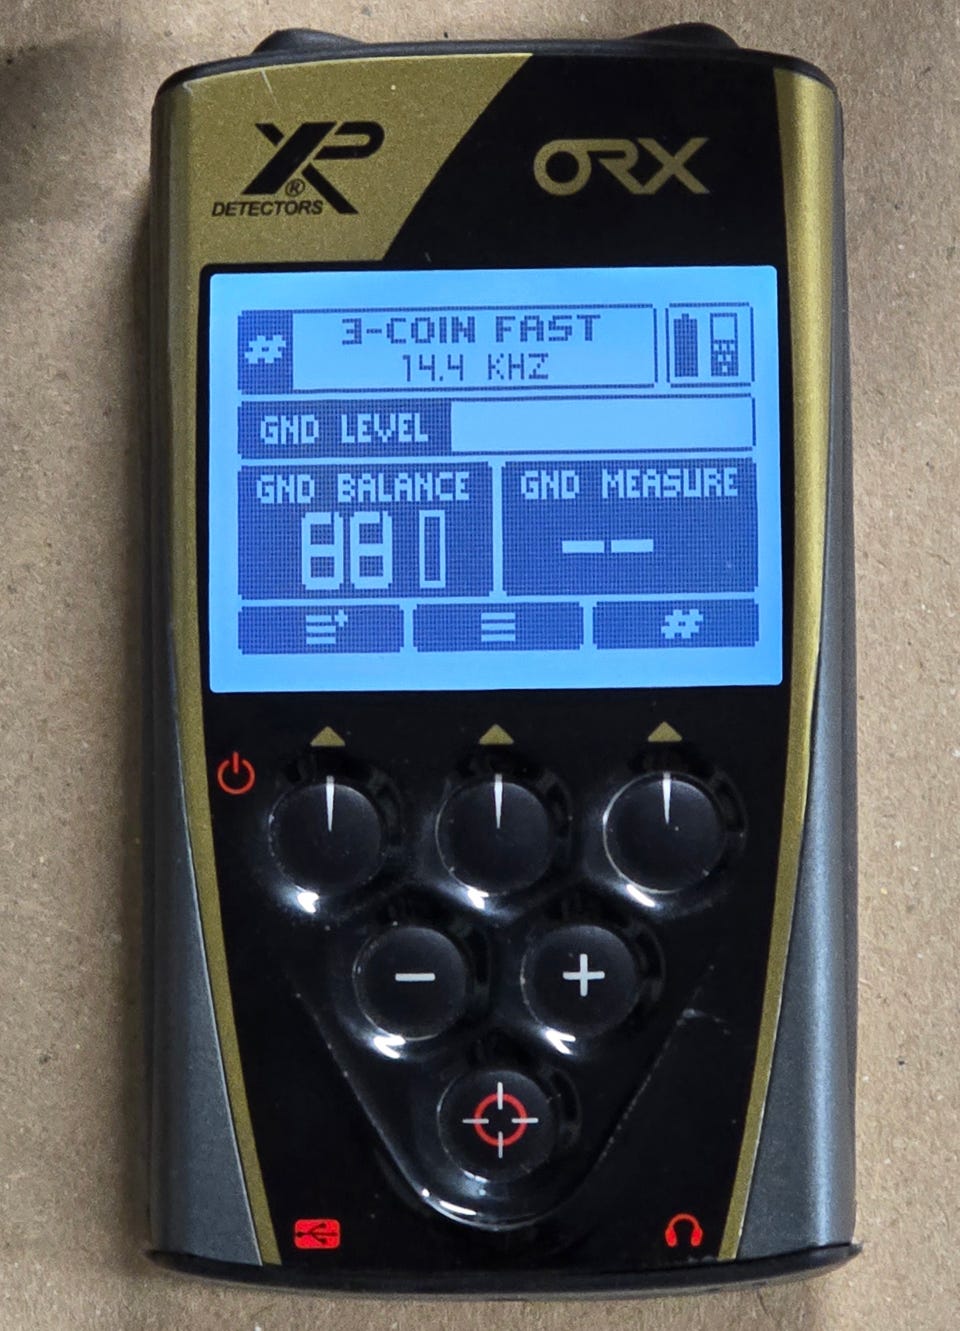 XP
®
DETECTORS
ORX
3-COIN FAST
14.4 KHZ
GND LEVEL
GND BALANCE
GND MEASURE
88
--
- +